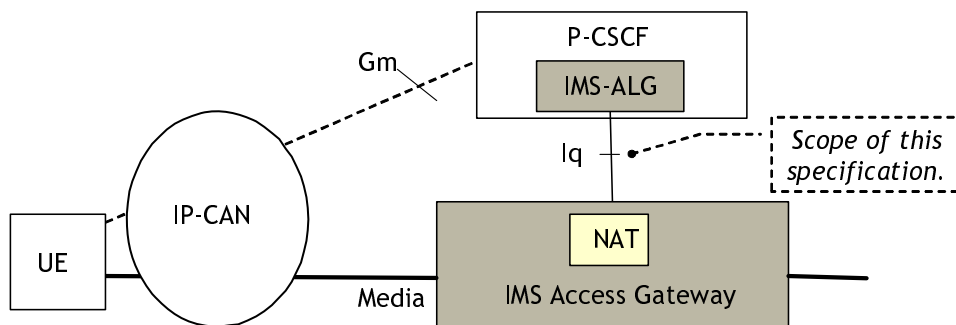 P-CSCF
Gm
IMS-ALG
Iq
Scope of this
specification.
IP-CAN
UE
NAT
Media
IMS Access Gateway